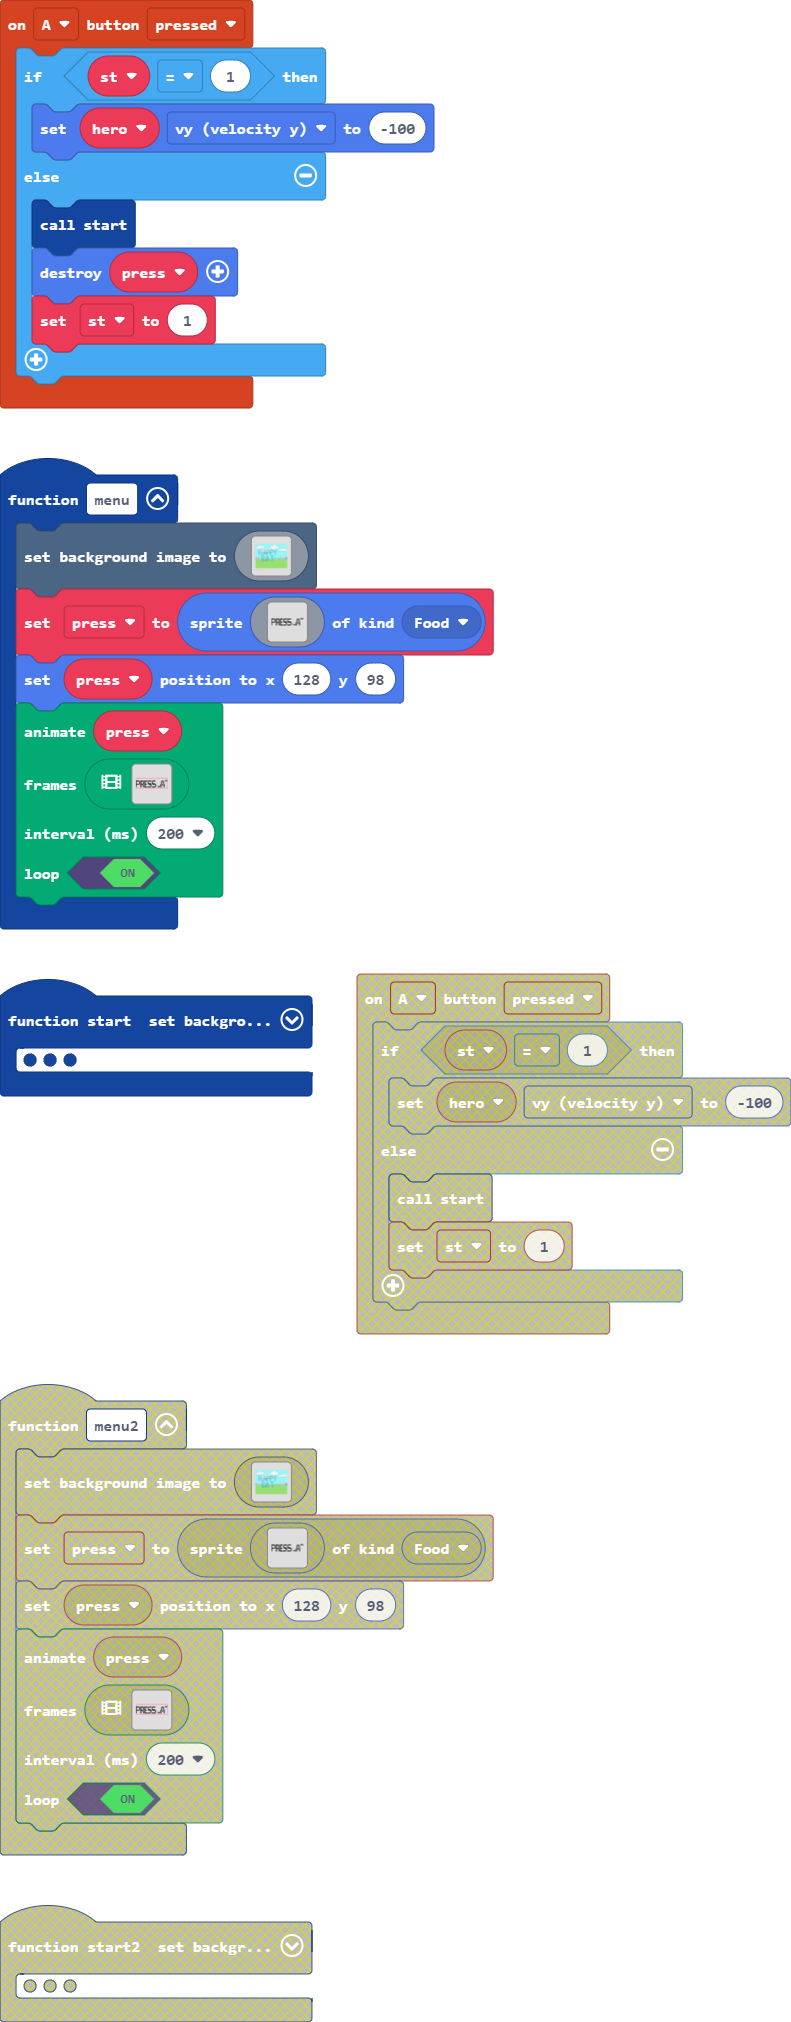 on A button pressed
if st = 1 then
set hero vy (velocity y) to -100
else
call start
destroy press
set st to 1
function menu
set background image to
set press to sprite PRESS A of kind Food
set press position to x 128 y 98
animate press
frames PRESS A
interval (ms) 200
loop ON
function start set backgro...
on A button pressed
if st = 1 then
set hero vy (velocity y) to -100
else
call start
set st to 1
function menu2
set background image to
set press to sprite PRESS A of kind Food
set press position to x 128 y 98
animate press
frames PRESS A
interval (ms) 200
loop ON
function start2 set backgr...